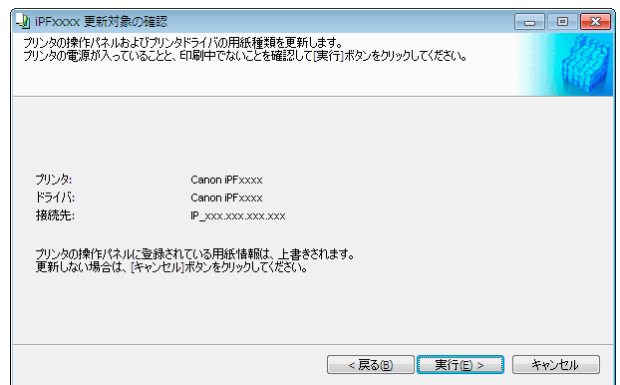 iPFxxxx 更新対象の確認
プリンタの操作パネルおよびプリンタドライバの用紙種類を更新します。
プリンタの電源が入っていることと、印刷中でないことを確認して[実行]ボタンをクリックしてください。
プリンタ: Canon iPFxxxx
ドライバ: Canon iPFxxxx
接続先: IP_xxx.xxx.xxx.xxx
プリンタの操作パネルに登録されている用紙情報は、上書きされます。
更新しない場合は、[キャンセル]ボタンをクリックしてください。
< 戻る(B) 実行(E) > キャンセル